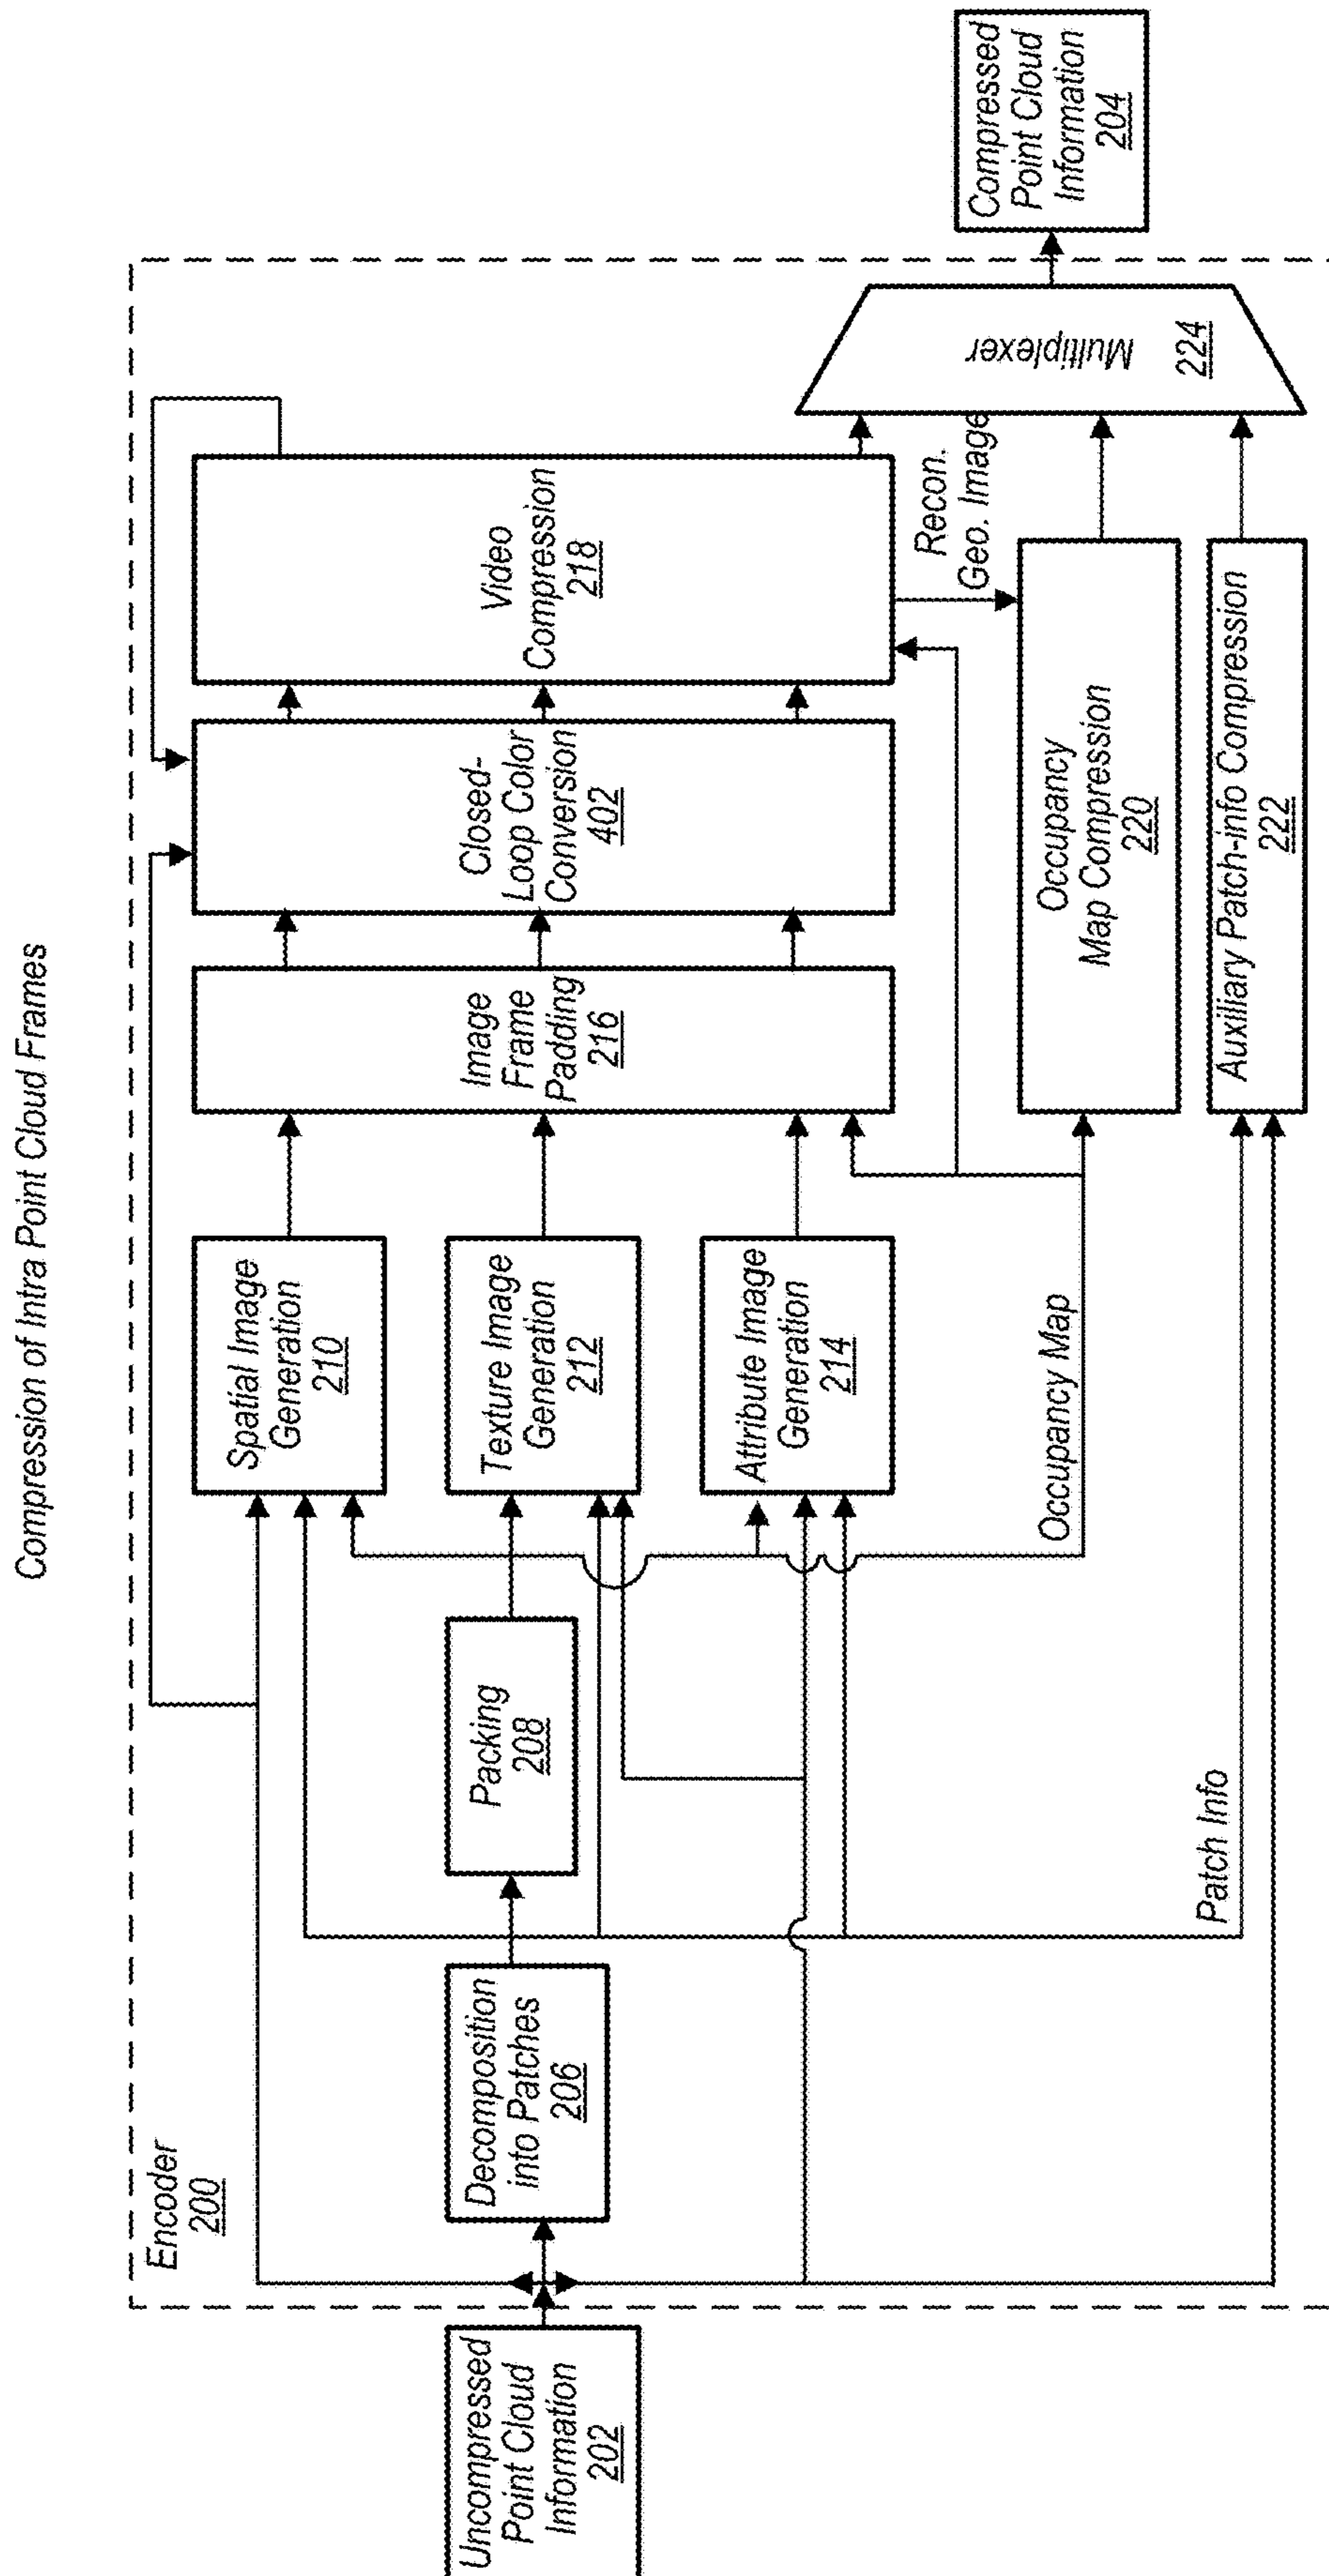 Compression of Intra Point Cloud Frames
Encoder
200
Uncompressed
Point Cloud
Information
202
Decomposition
into Patches
206
Packing
208
Spatial Image
Generation
210
Texture Image
Generation
212
Attribute Image
Generation
214
Image
Frame
Padding
216
Closed-
Loop Color
Conversion
402
Video
Compression
218
Recon.
Geo. Image
Occupancy Map
Occupancy
Map Compression
220
Patch Info
Auxiliary Patch-info Compression
222
Multiplexer
224
Compressed
Point Cloud
Information
204